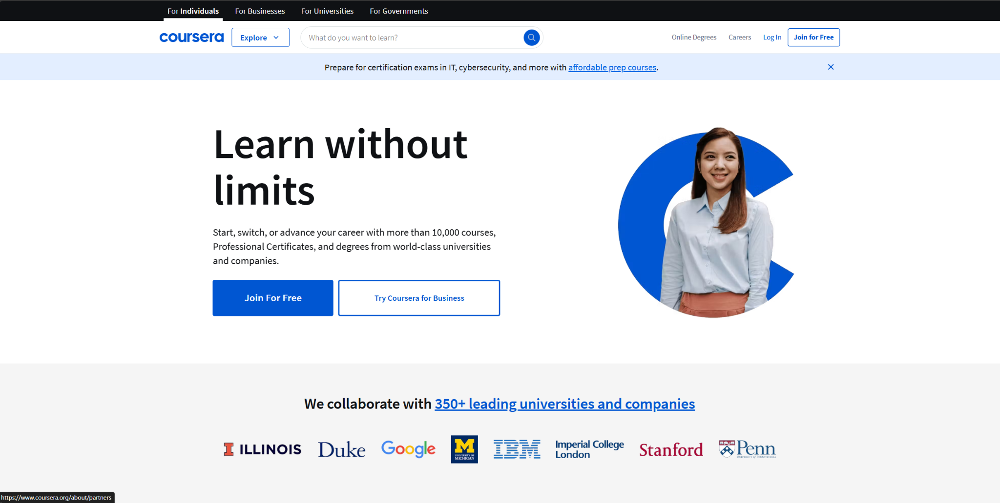 For Individuals For Businesses For Universities For Governments
coursera Explore What do you want to learn? Online Degrees Careers Log In Join for Free
Prepare for certification exams in IT, cybersecurity, and more with affordable prep courses.
Learn without
limits
Start, switch, or advance your career with more than 10,000 courses,
Professional Certificates, and degrees from world-class universities
and companies.
Join For Free Try Coursera for Business
We collaborate with 350+ leading universities and companies
I ILLINOIS
Duke
Google
M
UNIVERSITY OF
MICHIGAN
IBM
Imperial College
London
Stanford
Penn
UNIVERSITY OF PENNSYLVANIA
https://www.coursera.org/about/partners